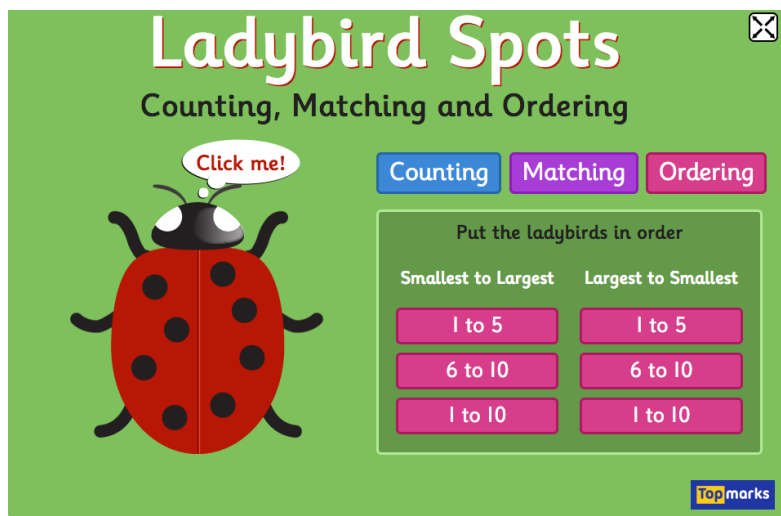 Ladybird Spots
Counting, Matching and Ordering
Click me!
Counting
Matching
Ordering
Put the ladybirds in order
Smallest to Largest
Largest to Smallest
1 to 5
1 to 5
6 to 10
6 to 10
1 to 10
1 to 10
Topmarks